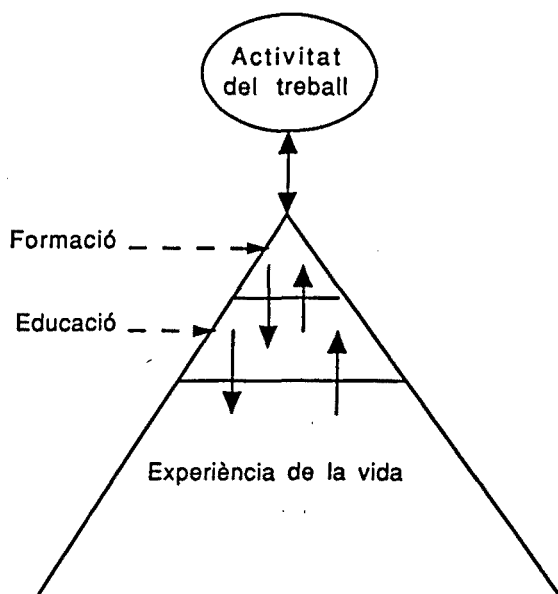 Activitat
del treball
Formació
Educació
Experiència de la vida